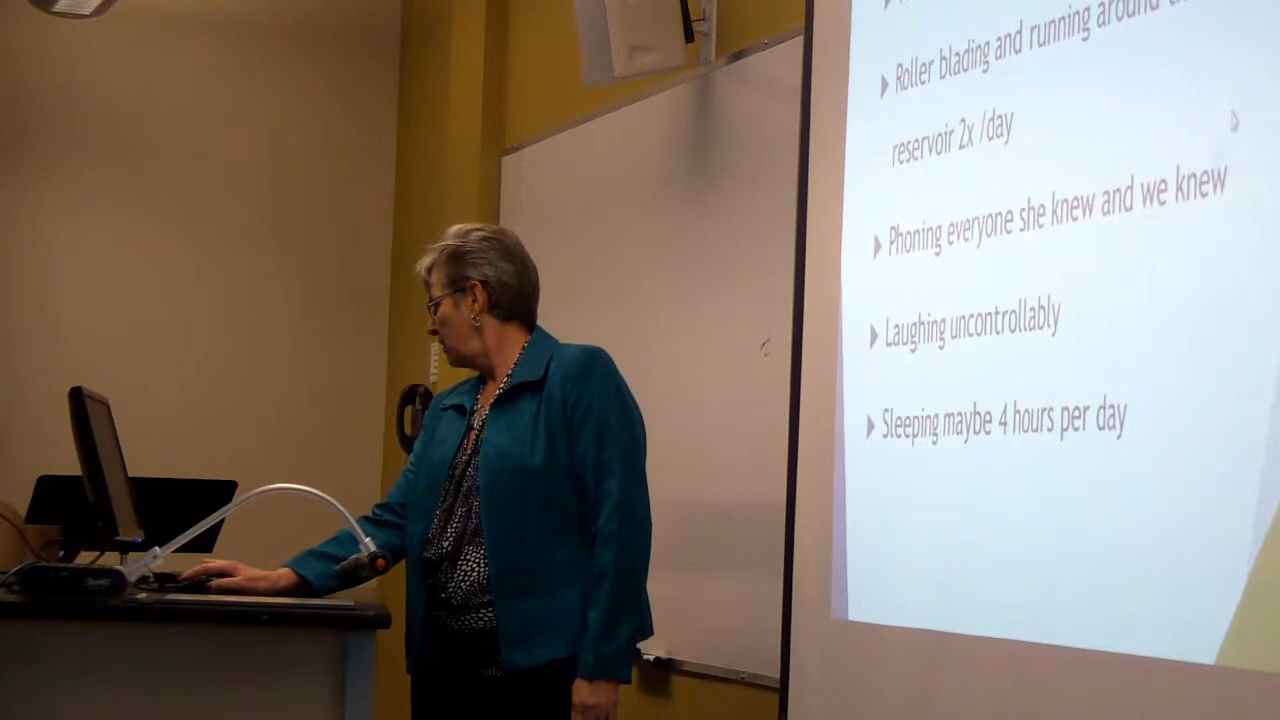 Roller blading and running around
reservoir 2x /day
Phoning everyone she knew and we knew
Laughing uncontrollably
Sleeping maybe 4 hours per day